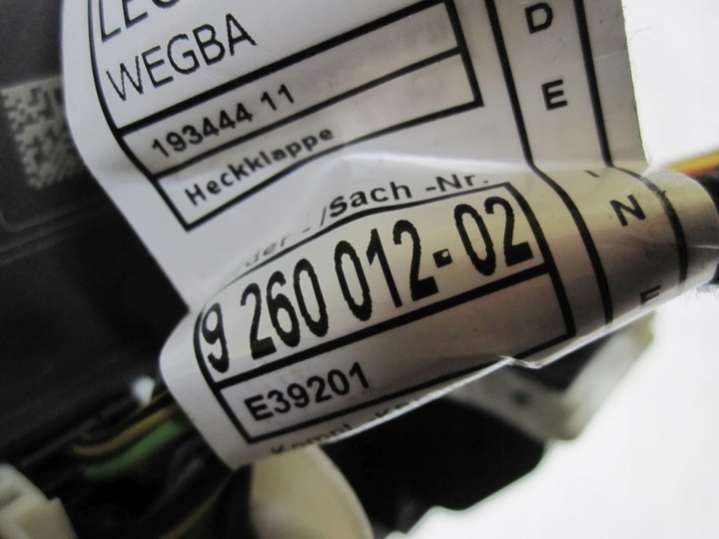 WEGBA
193444 11
Heckklappe
/Sach -Nr.
9 260 012-02
E39201
D
E
N